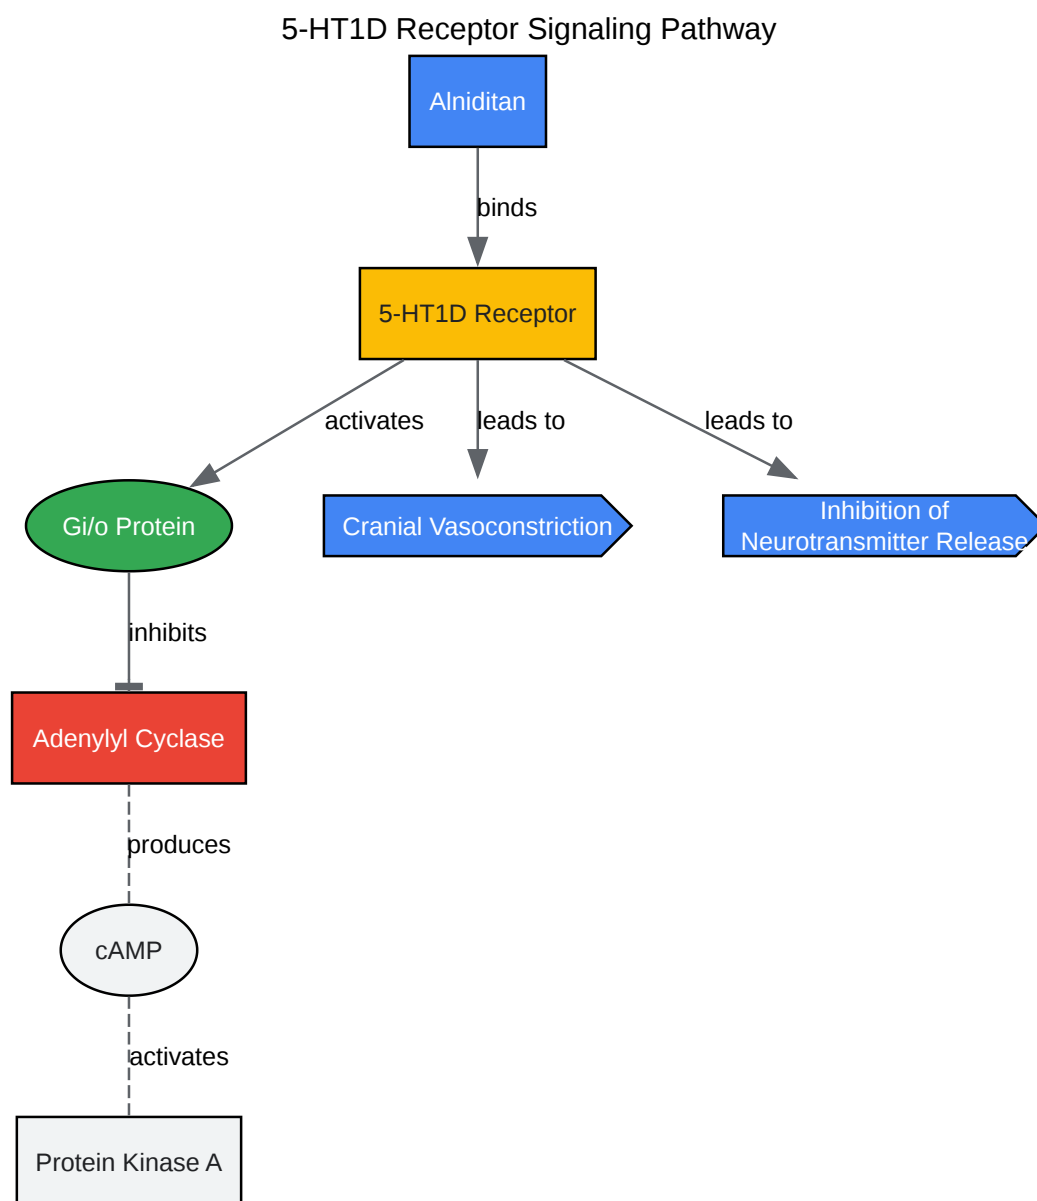 5-HT1D Receptor Signaling Pathway
Alniditan
binds
5-HT1D Receptor
activates
leads to
leads to
Gi/o Protein
Cranial Vasoconstriction
Inhibition of
Neurotransmitter Release
inhibits
Adenylyl Cyclase
produces
cAMP
activates
Protein Kinase A